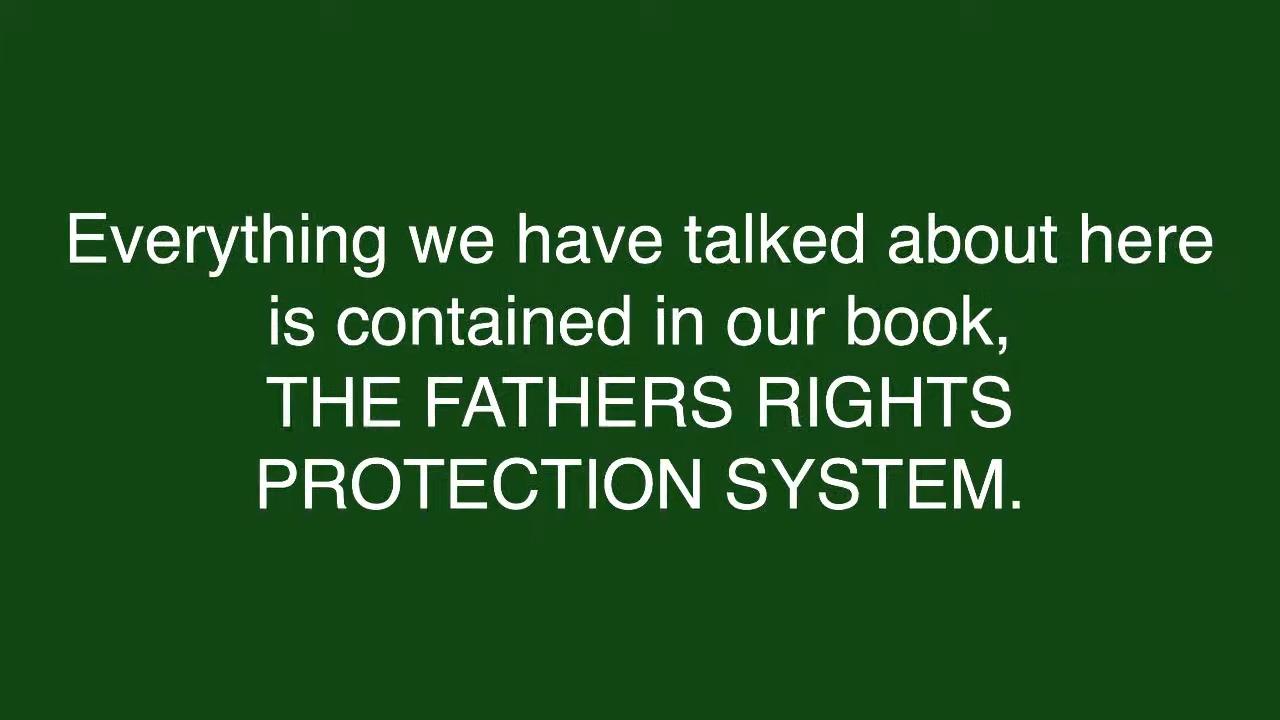 Everything we have talked about here
is contained in our book,
THE FATHERS RIGHTS
PROTECTION SYSTEM.